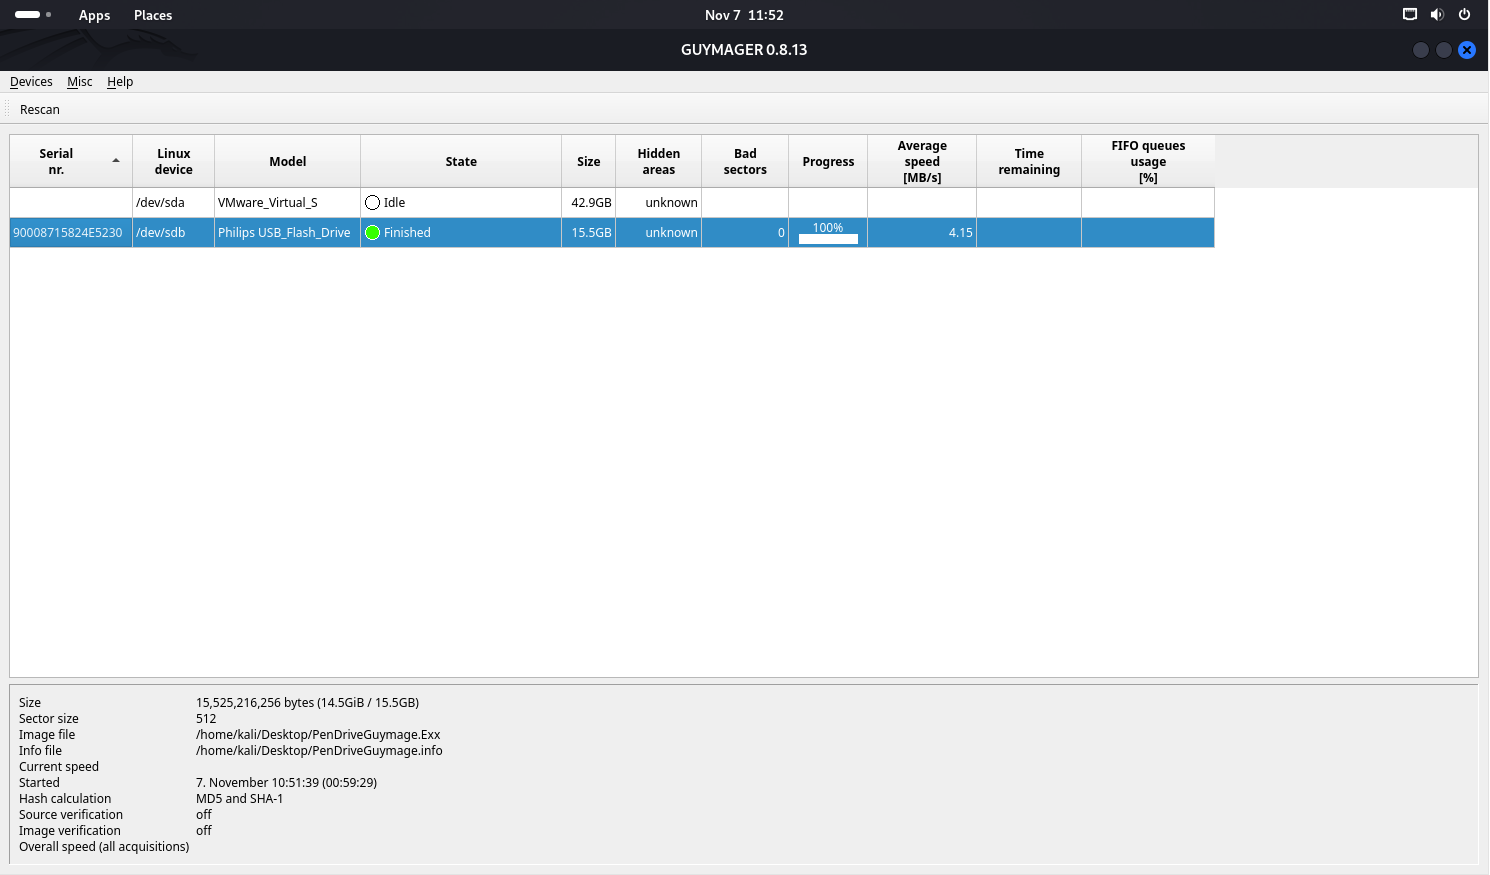 Apps Places Nov 7 11:52
GUYMAGER 0.8.13
Devices Misc Help
Rescan
Serial nr. Linux device Model State Size Hidden areas Bad sectors Progress Average speed [MB/s] Time remaining FIFO queues usage [%]
/dev/sda VMware_Virtual_S Idle 42.9GB unknown
90008715824E5230 /dev/sdb Philips USB_Flash_Drive Finished 15.5GB unknown 0 100% 4.15
Size 15,525,216,256 bytes (14.5GiB / 15.5GB)
Sector size 512
Image file /home/kali/Desktop/PenDriveGuymage.Exx
Info file /home/kali/Desktop/PenDriveGuymage.info
Current speed
Started 7. November 10:51:39 (00:59:29)
Hash calculation MD5 and SHA-1
Source verification off
Image verification off
Overall speed (all acquisitions)